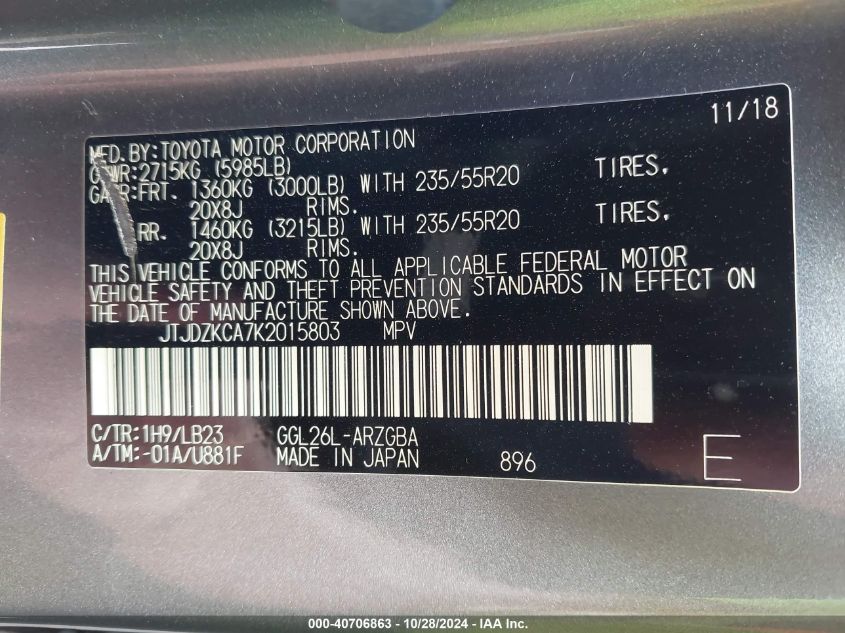 11/18
MFD.BY:TOYOTA MOTOR CORPORATION
GVWR:2715KG (5985LB)
GAWR:FRT. 1360KG (3000LB) WITH 235/55R20 TIRES,
20X8J RIMS.
RR. 1460KG (3215LB) WITH 235/55R20 TIRES,
20X8J RIMS.
THIS VEHICLE CONFORMS TO ALL APPLICABLE FEDERAL MOTOR
VEHICLE SAFETY AND THEFT PREVENTION STANDARDS IN EFFECT ON
THE DATE OF MANUFACTURE SHOWN ABOVE.
JTJDZKCA7K2015803 MPV
C/TR:1H9/LB23 GGL26L-ARZGBA
A/TM:-01A/U881F MADE IN JAPAN 896 E
000-40706863 - 10/28/2024 - IAA Inc.